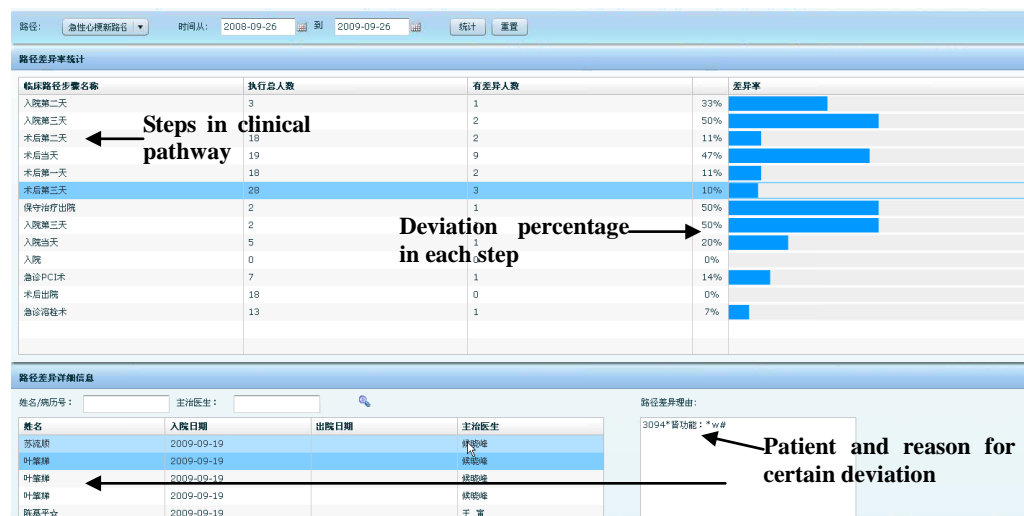 路径: 急性心梗新路径 时间从: 2008-09-26 到 2009-09-26 统计 重置
路径差异率统计
临床路径步骤名称 执行总人数 有差异人数 差异率
入院第二天 3 1 33%
入院第三天 2 50%
术后第二天 18 2 11%
术后当天 19 9 47%
术后第一天 18 2 11%
术后第三天 28 3 10%
保守治疗出院 2 1 50%
入院第三天 2 50%
入院当天 5 1 20%
入院 0 0 0%
急诊PCI术 7 1 14%
术后出院 18 0 0%
急诊溶栓术 13 1 7%
Steps in clinical
pathway
Deviation percentage
in each step
路径差异详细信息
姓名/病历号: 主治医生: 路径差异理由:
姓名 入院日期 出院日期 主治医生
2009-09-19
2009-09-19
2009-09-19
2009-09-19
2009-09-19
3094*肾功能:*w#
Patient and reason for
certain deviation